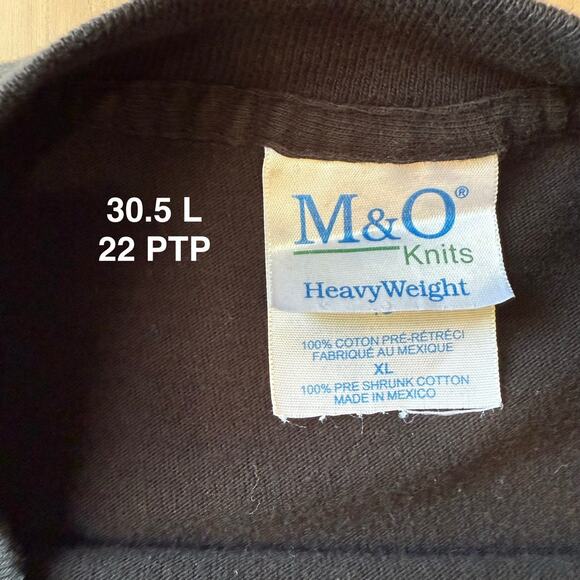 30.5 L
22 PTP
M&O®
Knits
HeavyWeight
100% COTON PRÉ-RÉTRÉCI
FABRIQUÉ AU MEXIQUE
XL
100% PRE SHRUNK COTTON
MADE IN MEXICO